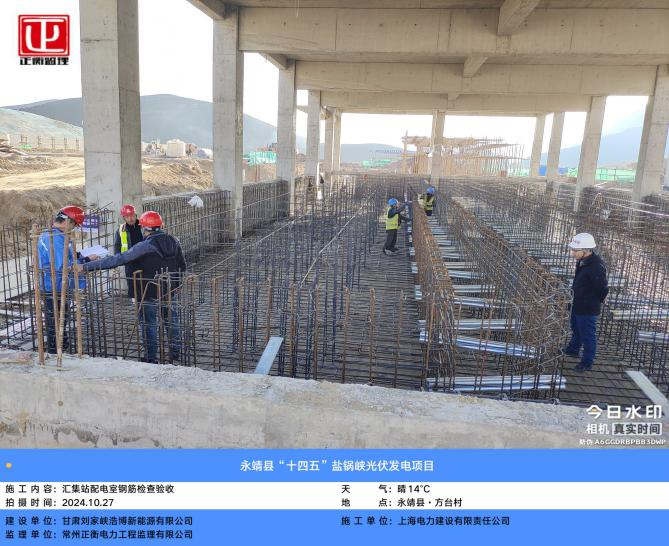 正衡监理
今日水印
相机 真实时间
防伪 A6GGDRBPBB3DWP
永靖县“十四五”盐锅峡光伏发电项目
施工内容：汇集站配电室钢筋检查验收
天 气：晴 14℃
拍摄时间：2024.10.27
地 点：永靖县·方台村
建设单位：甘肃刘家峡浩博新能源有限公司
施工单位：上海电力建设有限责任公司
监理单位：常州正衡电力工程监理有限公司